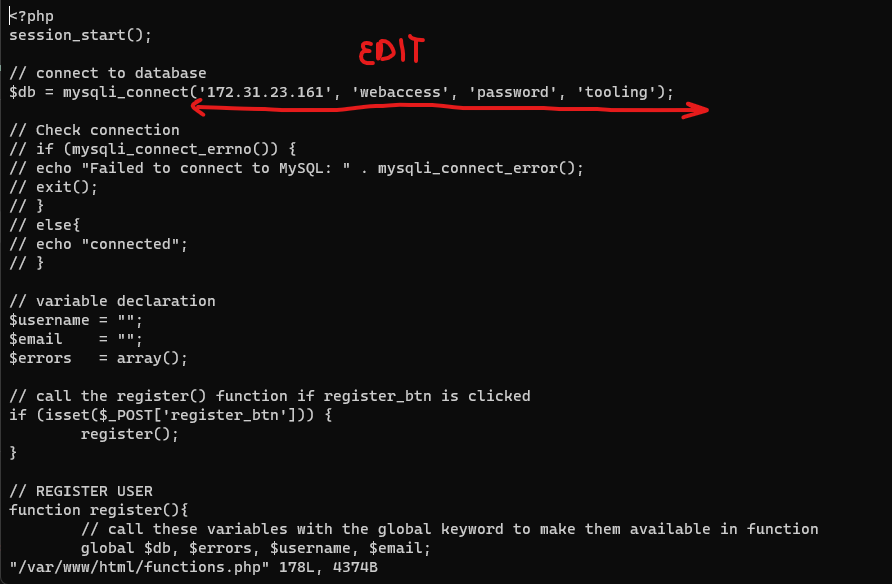 <?php
session_start();
EDIT
// connect to database
$db = mysqli_connect('172.31.23.161', 'webaccess', 'password', 'tooling');

// Check connection
// if (mysqli_connect_errno()) {
// echo "Failed to connect to MySQL: " . mysqli_connect_error();
// exit();
// }
// else{
// echo "connected";
// }

// variable declaration
$username = "";
$email    = "";
$errors   = array();

// call the register() function if register_btn is clicked
if (isset($_POST['register_btn'])) {
        register();
}

// REGISTER USER
function register(){
        // call these variables with the global keyword to make them available in function
        global $db, $errors, $username, $email;
"/var/www/html/functions.php" 178L, 4374B